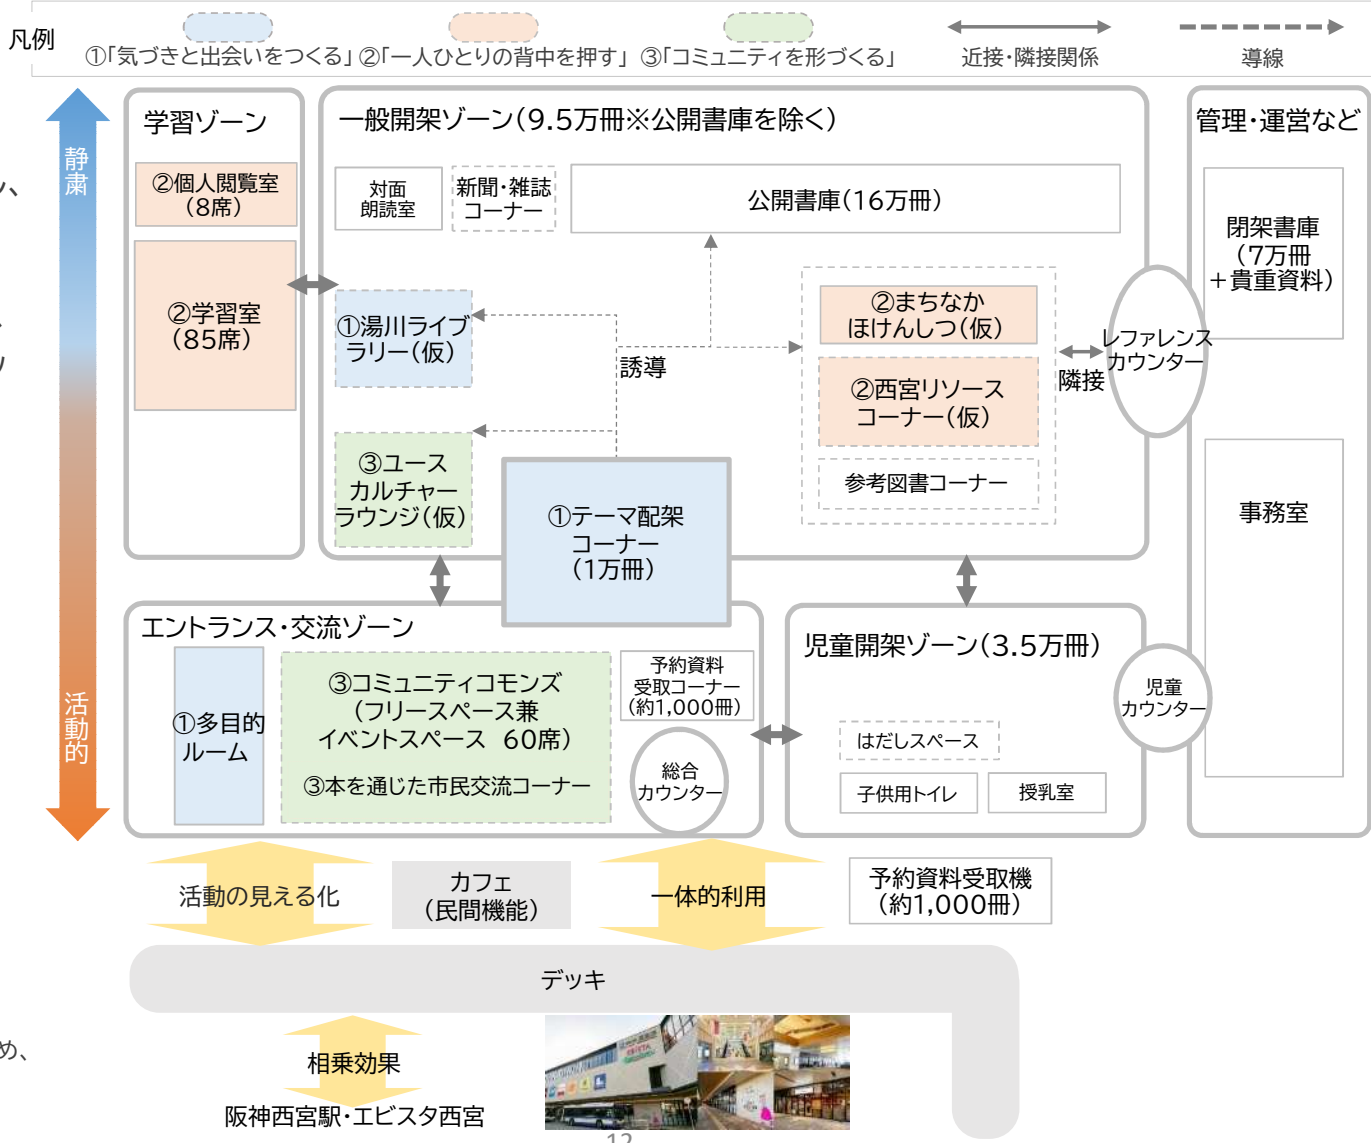 凡例
①「気づきと出会いをつくる」
②「一人ひとりの背中を押す」
③「コミュニティを形づくる」
近接・隣接関係
導線
静粛
活動的
学習ゾーン
②個人閲覧室
(8席)
②学習室
(85席)
一般開架ゾーン(9.5万冊※公開書庫を除く)
対面
朗読室
新聞・雑誌
コーナー
公開書庫(16万冊)
①湯川ライブ
ラリー(仮)
誘導
②まちなか
ほけんしつ(仮)
②西宮リソース
コーナー(仮)
参考図書コーナー
隣接
レファレンス
カウンター
③ユース
カルチャー
ラウンジ(仮)
①テーマ配架
コーナー
(1万冊)
管理・運営など
閉架書庫
(7万冊
+貴重資料)
事務室
エントランス・交流ゾーン
①多目的
ルーム
③コミュニティコモンズ
(フリースペース兼
イベントスペース 60席)
③本を通じた市民交流コーナー
予約資料
受取コーナー
(約1,000冊)
総合
カウンター
児童開架ゾーン(3.5万冊)
はだしスペース
子供用トイレ
授乳室
児童
カウンター
活動の見える化
カフェ
(民間機能)
一体的利用
予約資料受取機
(約1,000冊)
デッキ
相乗効果
阪神西宮駅・エビスタ西宮
め、